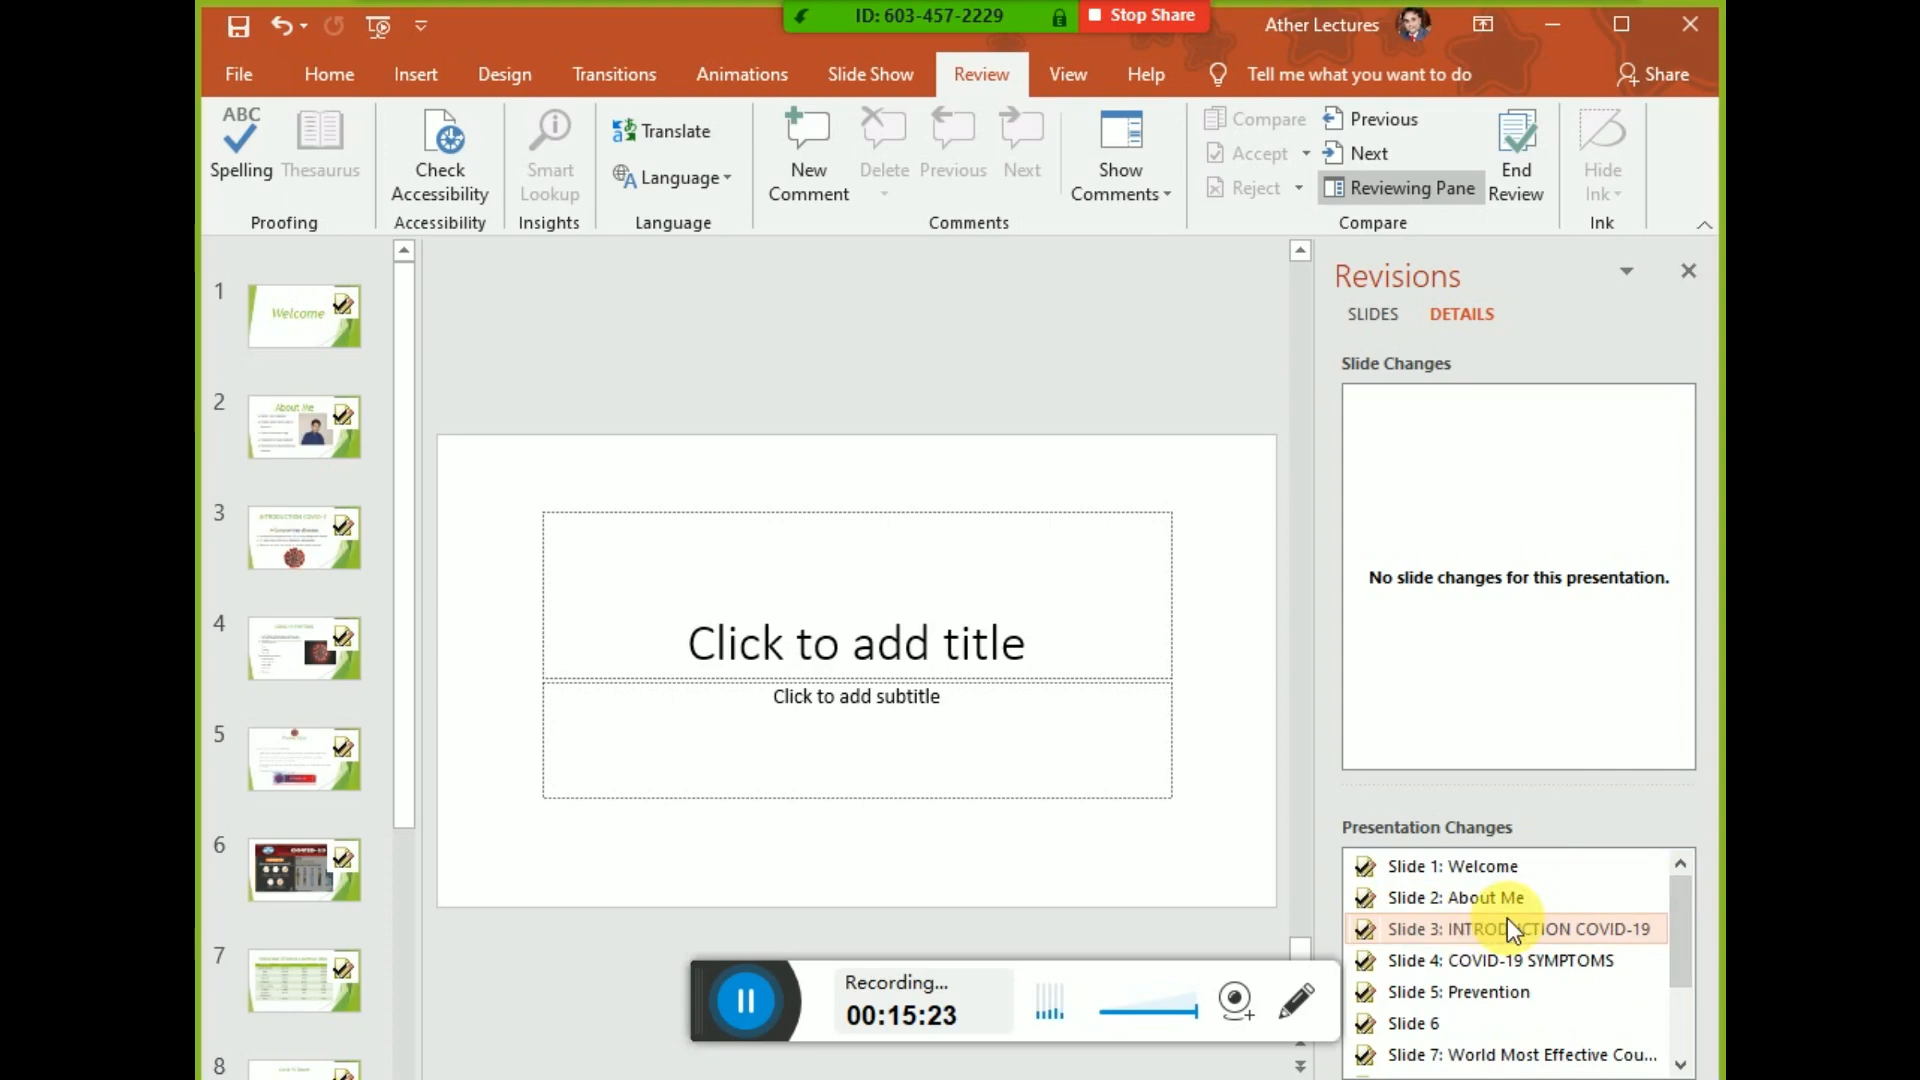 ID: 603-457-2229
Stop Share
Ather Lectures
File
Home
Insert
Design
Transitions
Animations
Slide Show
Review
View
Help
Tell me what you want to do
Share
ABC
Spelling
Thesaurus
Proofing
Check
Accessibility
Accessibility
Smart
Lookup
Insights
Translate
Language
Language
New
Comment
Delete
Previous
Next
Show
Comments
Comments
Compare
Accept
Reject
Previous
Next
Reviewing Pane
End
Review
Compare
Hide
Ink
Ink
1
Welcome
2
About Me
3
4
5
6
COVID-19
7
8
Click to add title
Click to add subtitle
Revisions
SLIDES
DETAILS
Slide Changes
No slide changes for this presentation.
Presentation Changes
Slide 1: Welcome
Slide 2: About Me
Slide 3: INTRODUCTION COVID-19
Slide 4: COVID-19 SYMPTOMS
Slide 5: Prevention
Slide 6
Slide 7: World Most Effective Cou...
Recording...
00:15:23